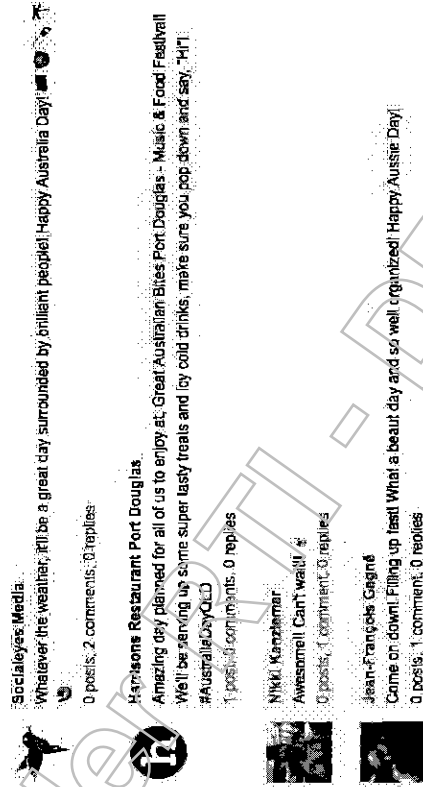 Socialeyes Media
Whatever the weather, it'll be a great day surrounded by brilliant people! Happy Australia Day!
0 posts, 2 comments, 0 replies
Harrisons Restaurant Port Douglas
Amazing day planned for all of us to enjoy at, Great Australian Bites Port Douglas - Music & Food Festival!
We'll be serving up some super tasty treats and icy cold drinks, make sure you pop down and say, "Hi"!
#AustraliaDayQLD
1 post, 0 comments, 0 replies
Nikki
Awesome!! Can't wait!!
0 posts, 1 comment, 0 replies
Jean-François Gagné
Come on down! Filling up fast! What a beaut day and so well organized! Happy Aussie Day!
0 posts, 1 comment, 0 replies
h
RTI